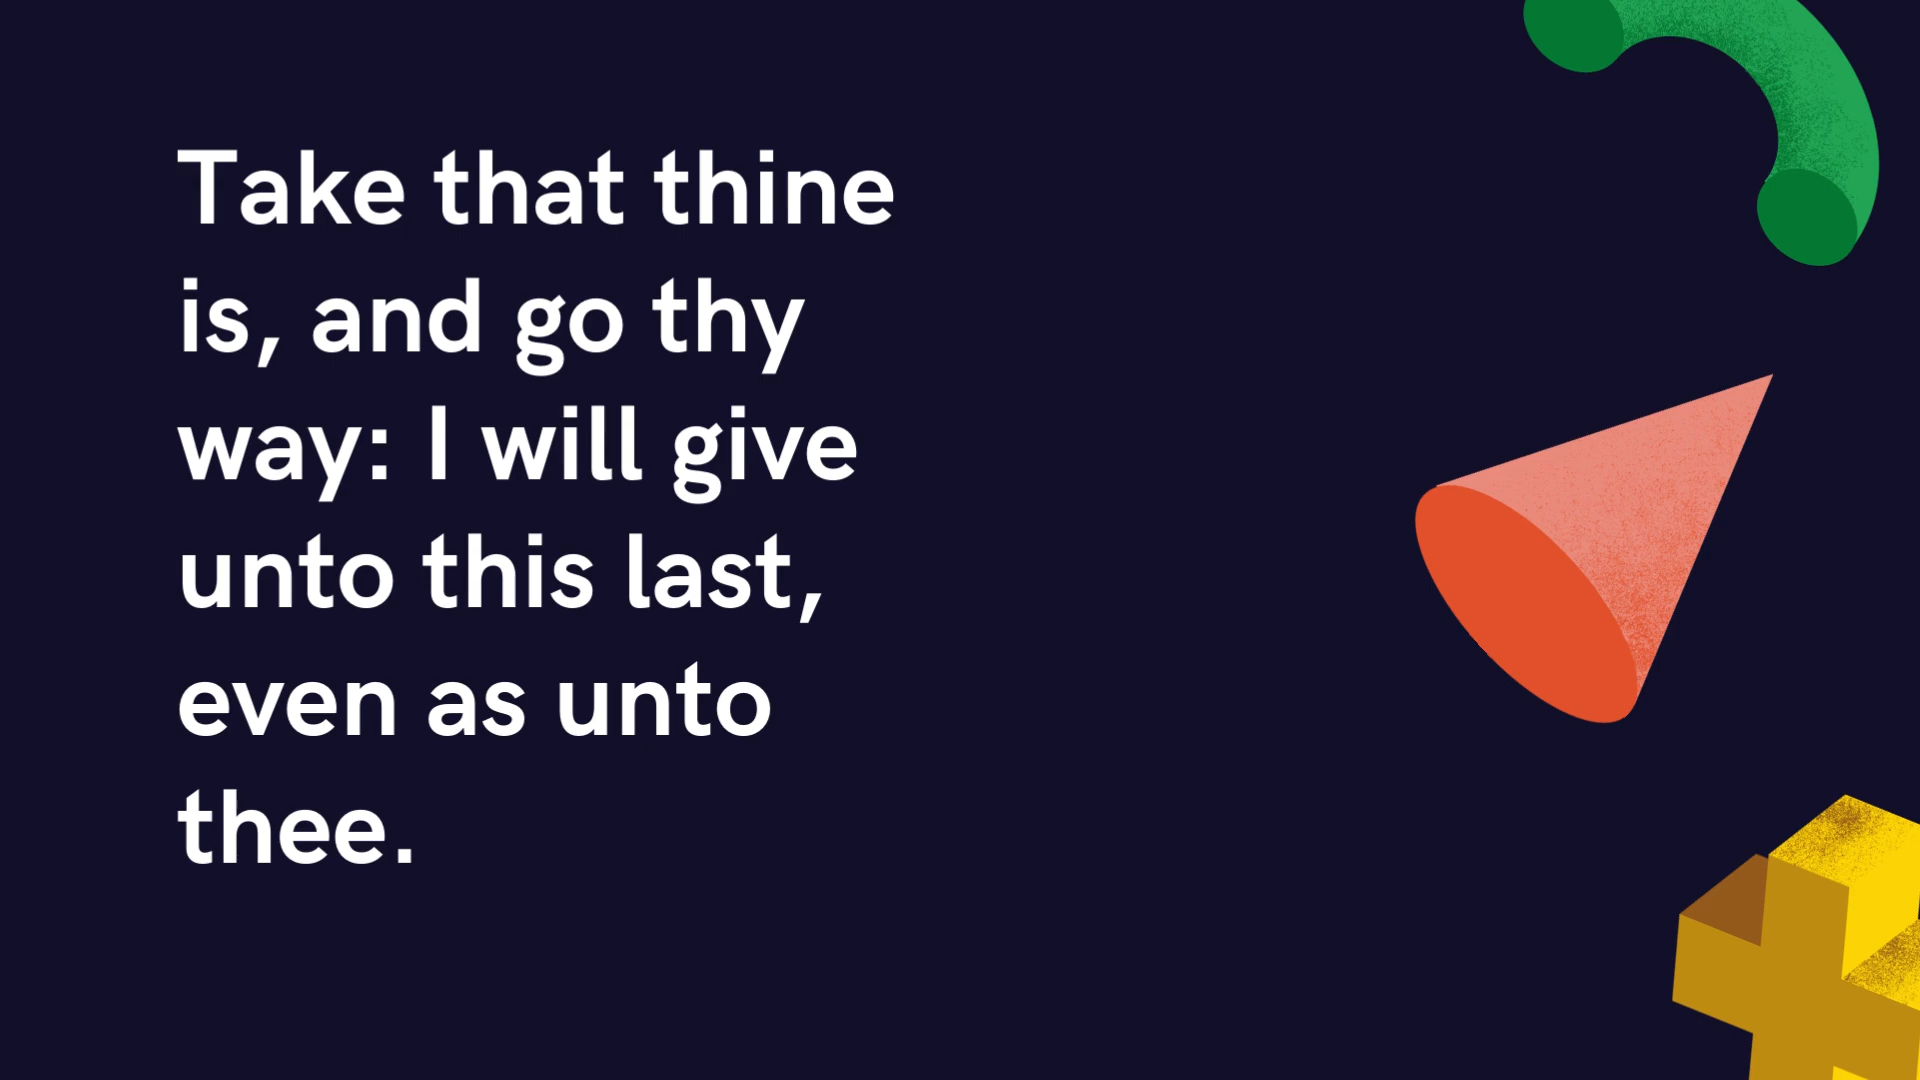 Take that thine
is, and go thy
way: I will give
unto this last,
even as unto
thee.